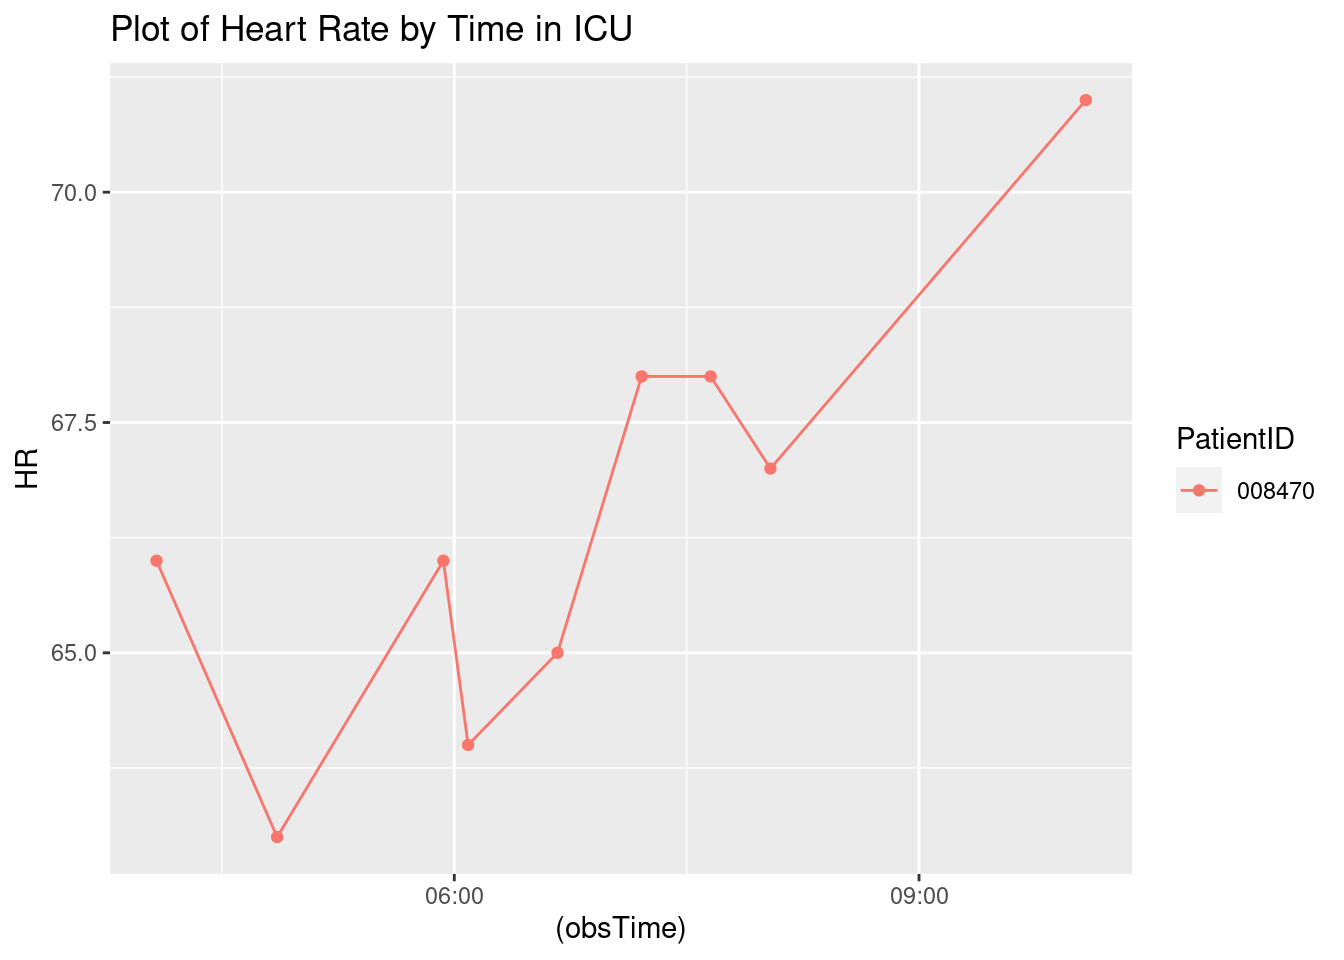 Plot of Heart Rate by Time in ICU
70.0
67.5
65.0
HR
06:00
09:00
(obsTime)
PatientID
008470